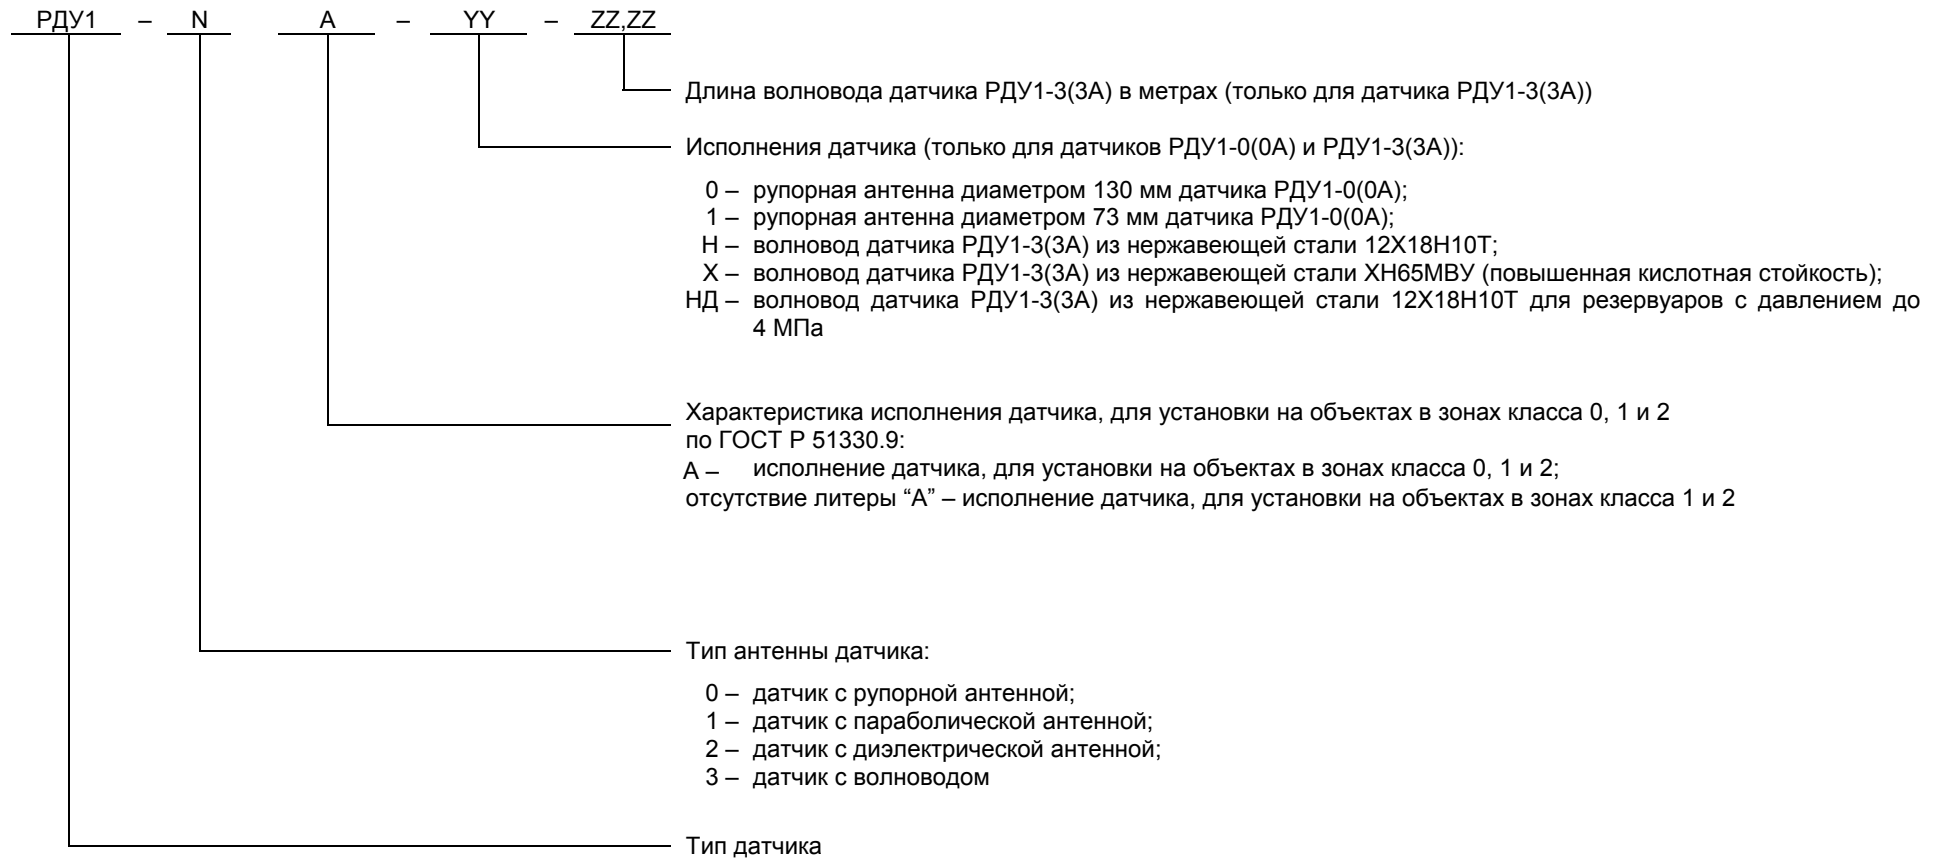 РДУ1 – N А – YY – ZZ,ZZ
Длина волновода датчика РДУ1-3(3А) в метрах (только для датчика РДУ1-3(3А))
Исполнения датчика (только для датчиков РДУ1-0(0А) и РДУ1-3(3А)):
0 – рупорная антенна диаметром 130 мм датчика РДУ1-0(0А);
1 – рупорная антенна диаметром 73 мм датчика РДУ1-0(0А);
Н – волновод датчика РДУ1-3(3А) из нержавеющей стали 12Х18Н10Т;
Х – волновод датчика РДУ1-3(3А) из нержавеющей стали ХН65МВУ (повышенная кислотная стойкость);
НД – волновод датчика РДУ1-3(3А) из нержавеющей стали 12Х18Н10Т для резервуаров с давлением до
4 МПа
Характеристика исполнения датчика, для установки на объектах в зонах класса 0, 1 и 2
по ГОСТ Р 51330.9:
А – исполнение датчика, для установки на объектах в зонах класса 0, 1 и 2;
отсутствие литеры “А” – исполнение датчика, для установки на объектах в зонах класса 1 и 2
Тип антенны датчика:
0 – датчик с рупорной антенной;
1 – датчик с параболической антенной;
2 – датчик с диэлектрической антенной;
3 – датчик с волноводом
Тип датчика